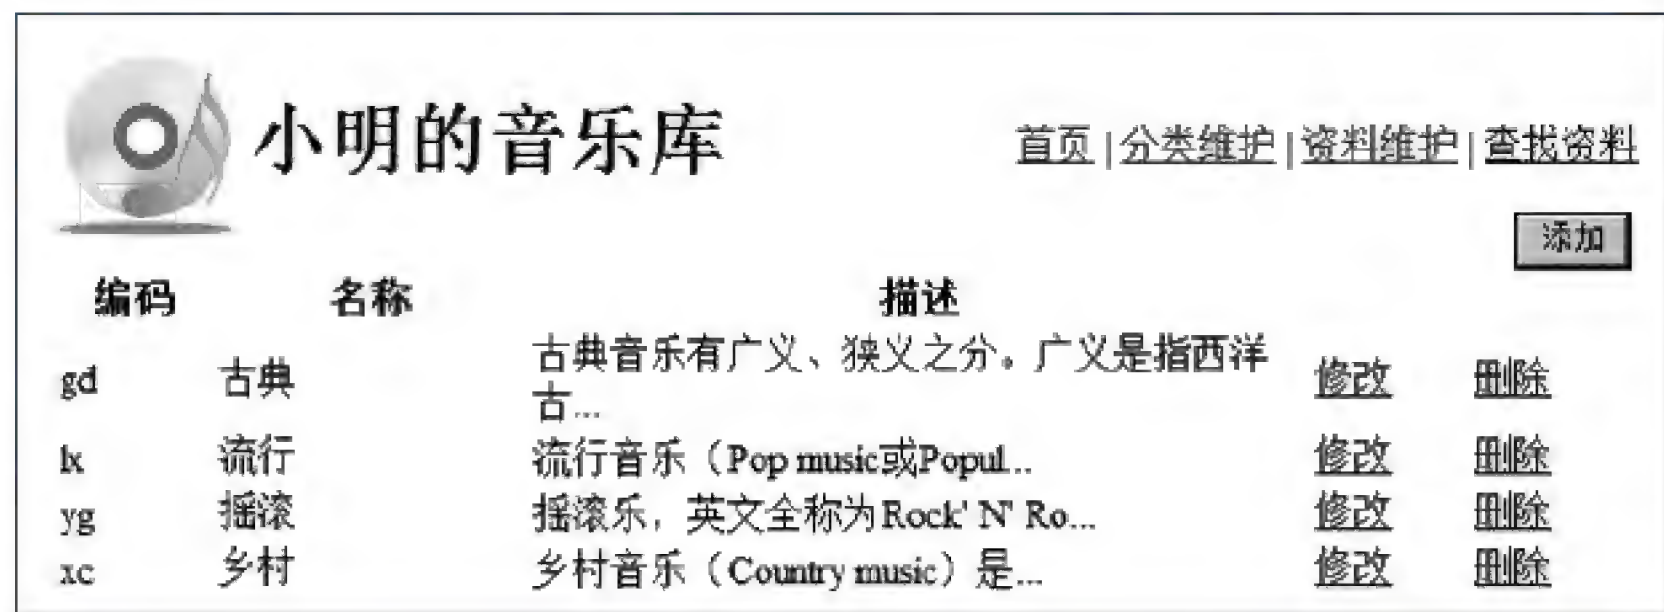 小明的音乐库
首页 | 分类维护 | 资料维护 | 查找资料
添加
编码 名称 描述
gd 古典 古典音乐有广义、狭义之分。广义是指西洋
古... 修改 删除
lx 流行 流行音乐（Pop music或Popul... 修改 删除
yg 摇滚 摇滚乐，英文全称为Rock' N' Ro... 修改 删除
xc 乡村 乡村音乐（Country music）是... 修改 删除